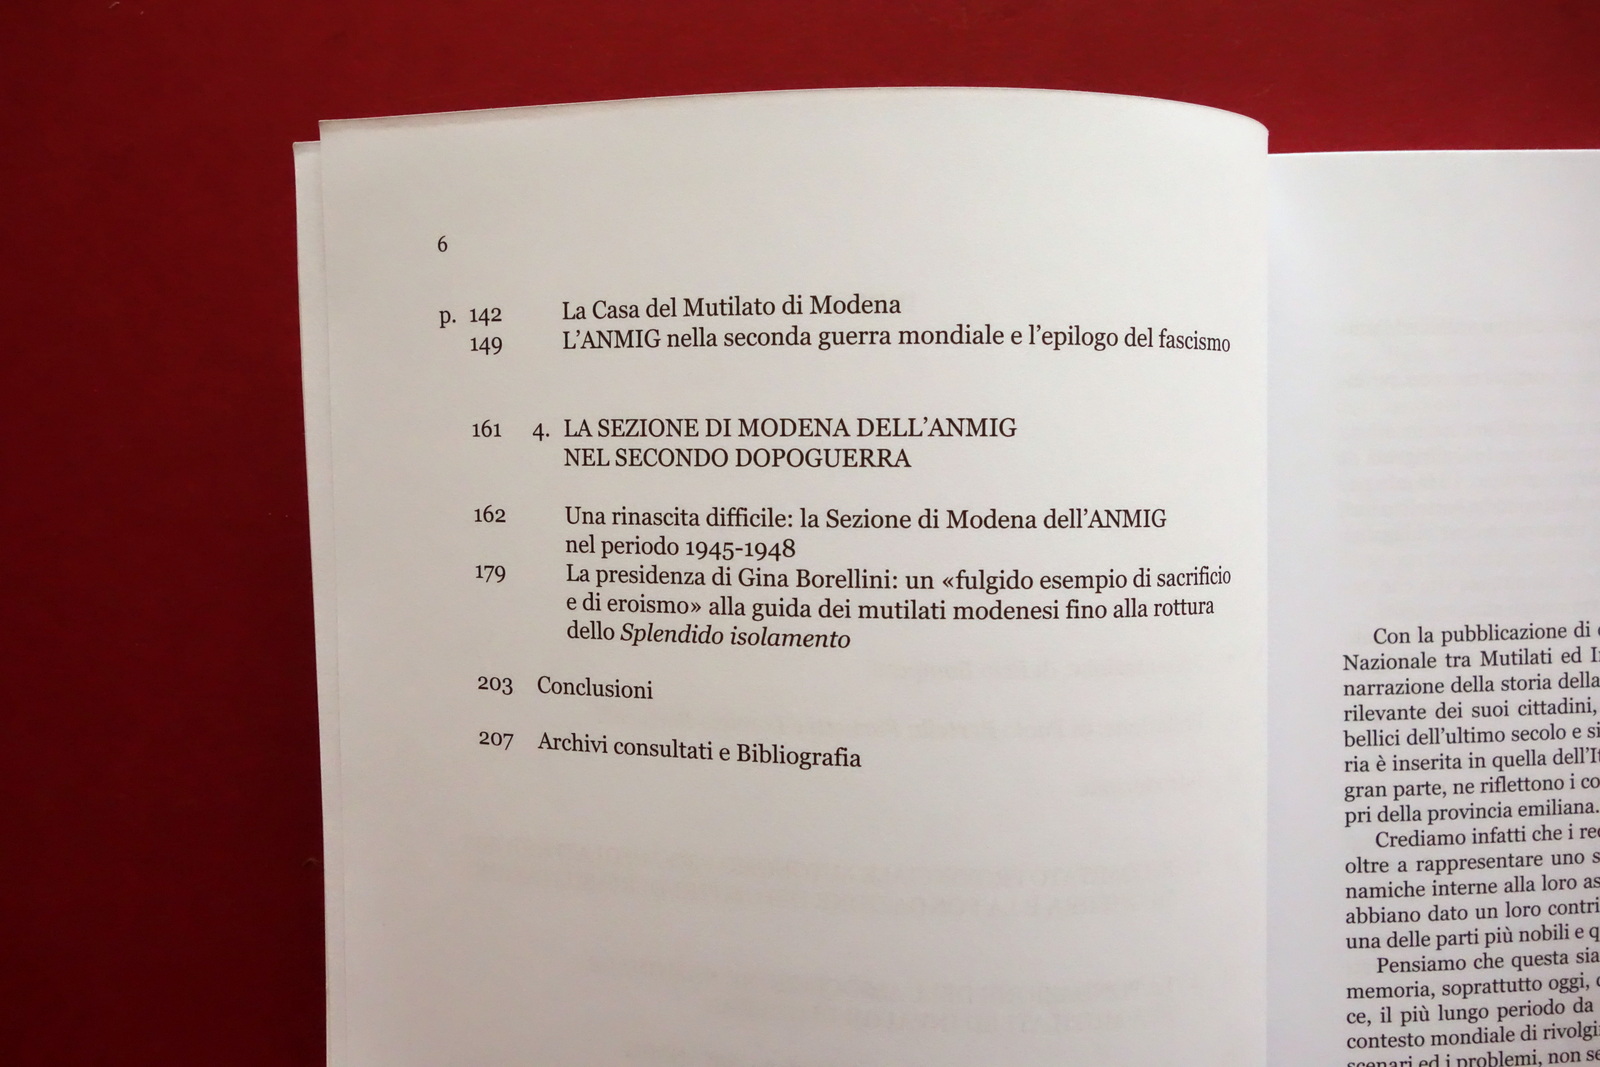 6
p. 142 La Casa del Mutilato di Modena
149 L'ANMIG nella seconda guerra mondiale e l'epilogo del fascismo
161 4. LA SEZIONE DI MODENA DELL'ANMIG
NEL SECONDO DOPOGUERRA
162 Una rinascita difficile: la Sezione di Modena dell'ANMIG
nel periodo 1945-1948
179 La presidenza di Gina Borellini: un «fulgido esempio di sacrificio
e di eroismo» alla guida dei mutilati modenesi fino alla rottura
dello Splendido isolamento
203 Conclusioni
207 Archivi consultati e Bibliografia
Con la pubblicazione di
Nazionale tra Mutilati ed
narrazione della storia della
rilevante dei suoi cittadini,
bellici dell'ultimo secolo e
ria è inserita in quella
gran parte, ne riflettono i
pri della provincia emiliana.
Crediamo infatti che i
oltre a rappresentare uno
namiche interne alla loro
abbiano dato un loro
una delle parti più nobili e
Pensiamo che questa
memoria, soprattutto oggi,
ce, il più lungo periodo da
contesto mondiale di
scenari ed i problemi, non